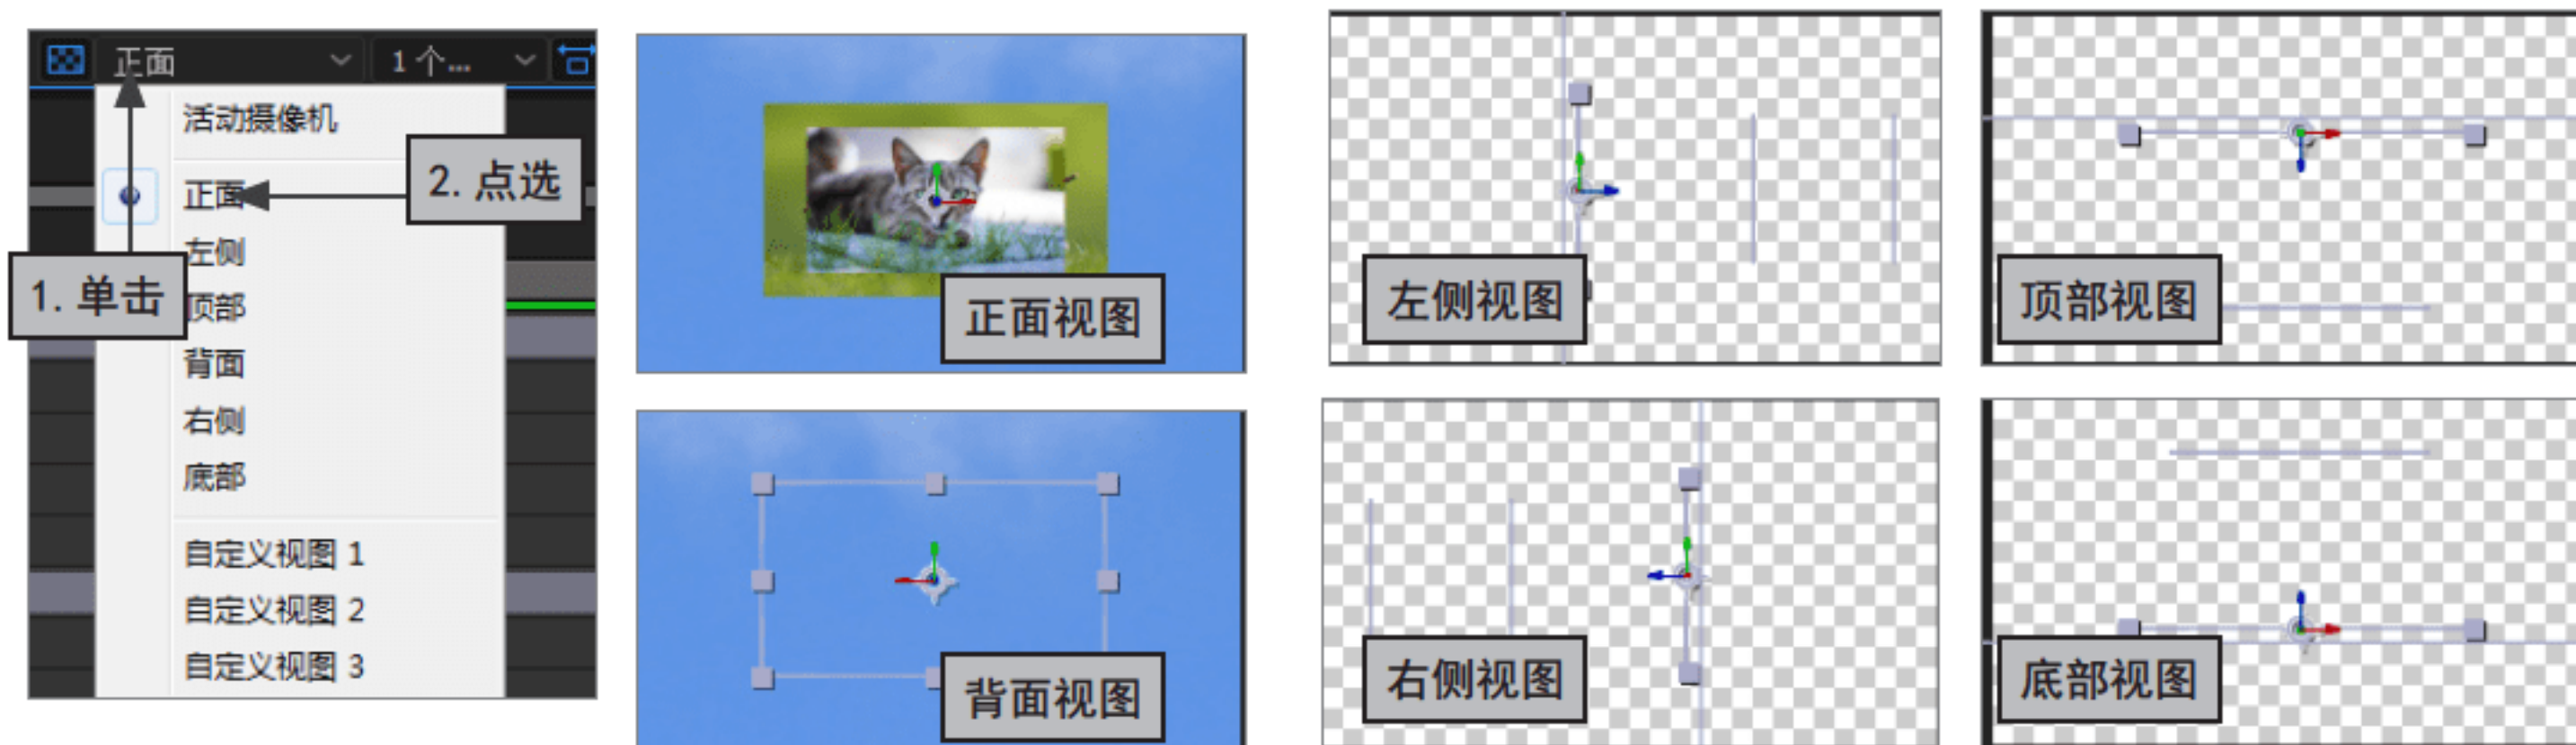 正面
1 个...
活动摄像机
正面
2. 点选
左侧
1. 单击
顶部
背面
右侧
底部
自定义视图 1
自定义视图 2
自定义视图 3
正面视图
背面视图
左侧视图
右侧视图
顶部视图
底部视图